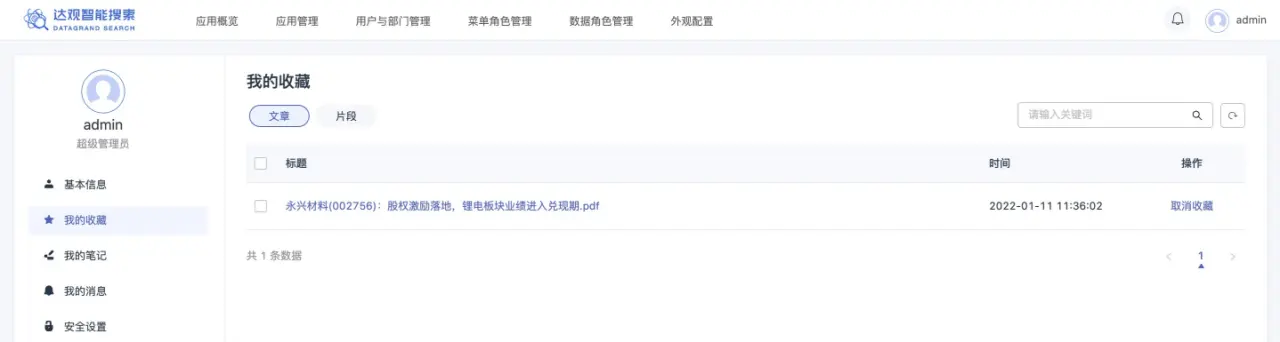 达观智能搜索
DATAGRAND SEARCH
应用概览 应用管理 用户与部门管理 菜单角色管理 数据角色管理 外观配置
admin
admin
超级管理员
基本信息
我的收藏
我的笔记
我的消息
安全设置
我的收藏
文章 片段
请输入关键词
标题 时间 操作
永兴材料(002756)：股权激励落地，锂电板块业绩进入兑现期.pdf 2022-01-11 11:36:02 取消收藏
共 1 条数据
1